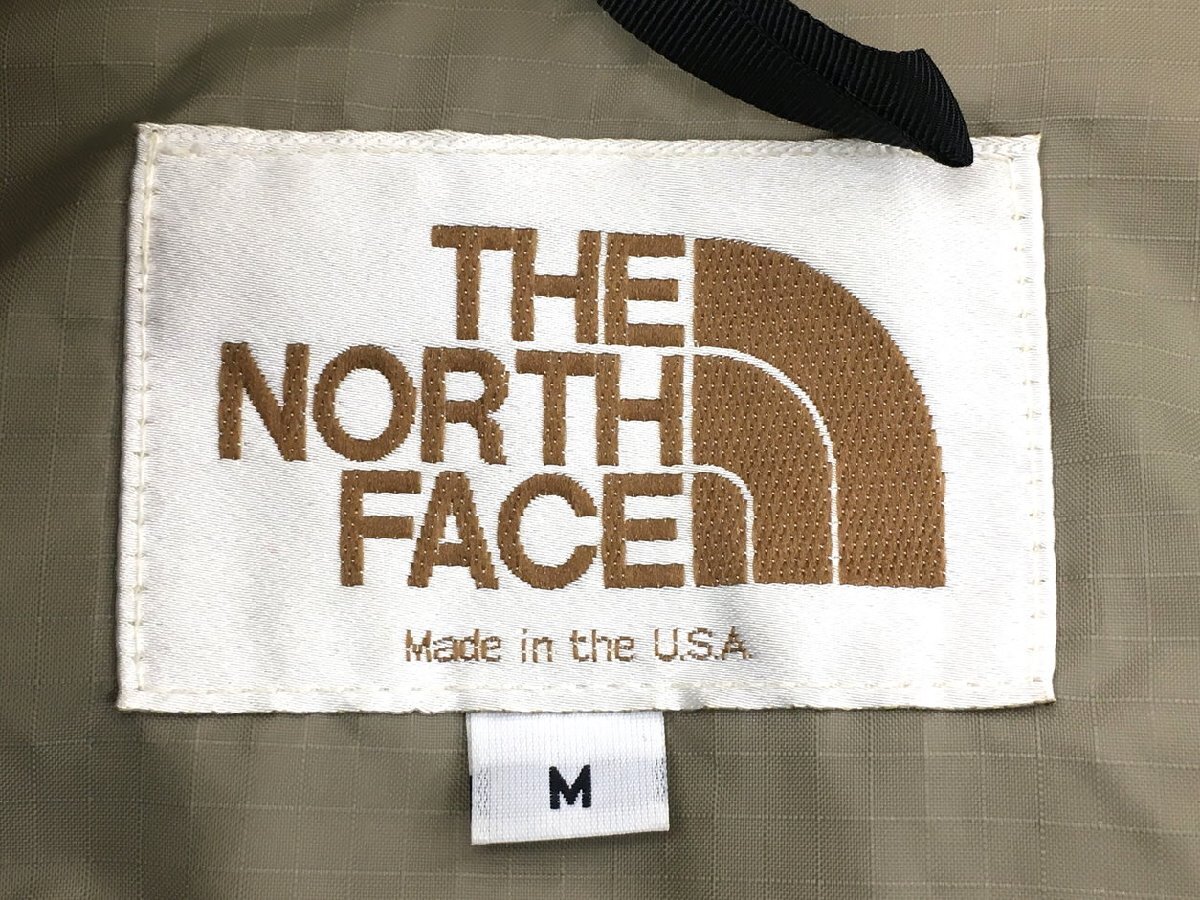 THE
NORTH
FACE
Made in the U.S.A.
M